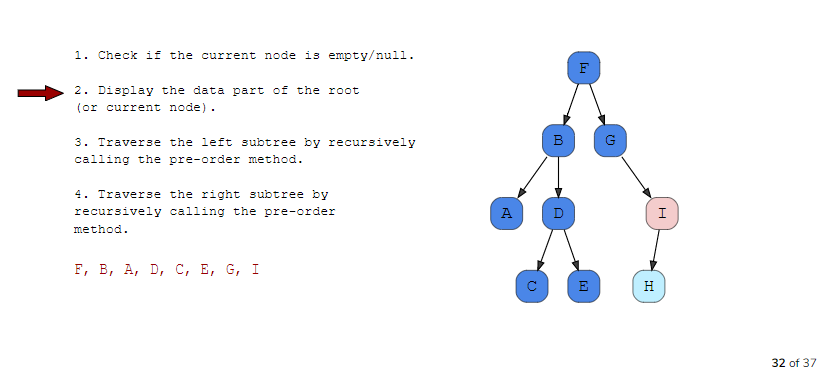 1. Check if the current node is empty/null.
2. Display the data part of the root
(or current node).
3. Traverse the left subtree by recursively
calling the pre-order method.
4. Traverse the right subtree by
recursively calling the pre-order
method.
F, B, A, D, C, E, G, I
F
B
G
A
D
I
C
E
H
32 of 37